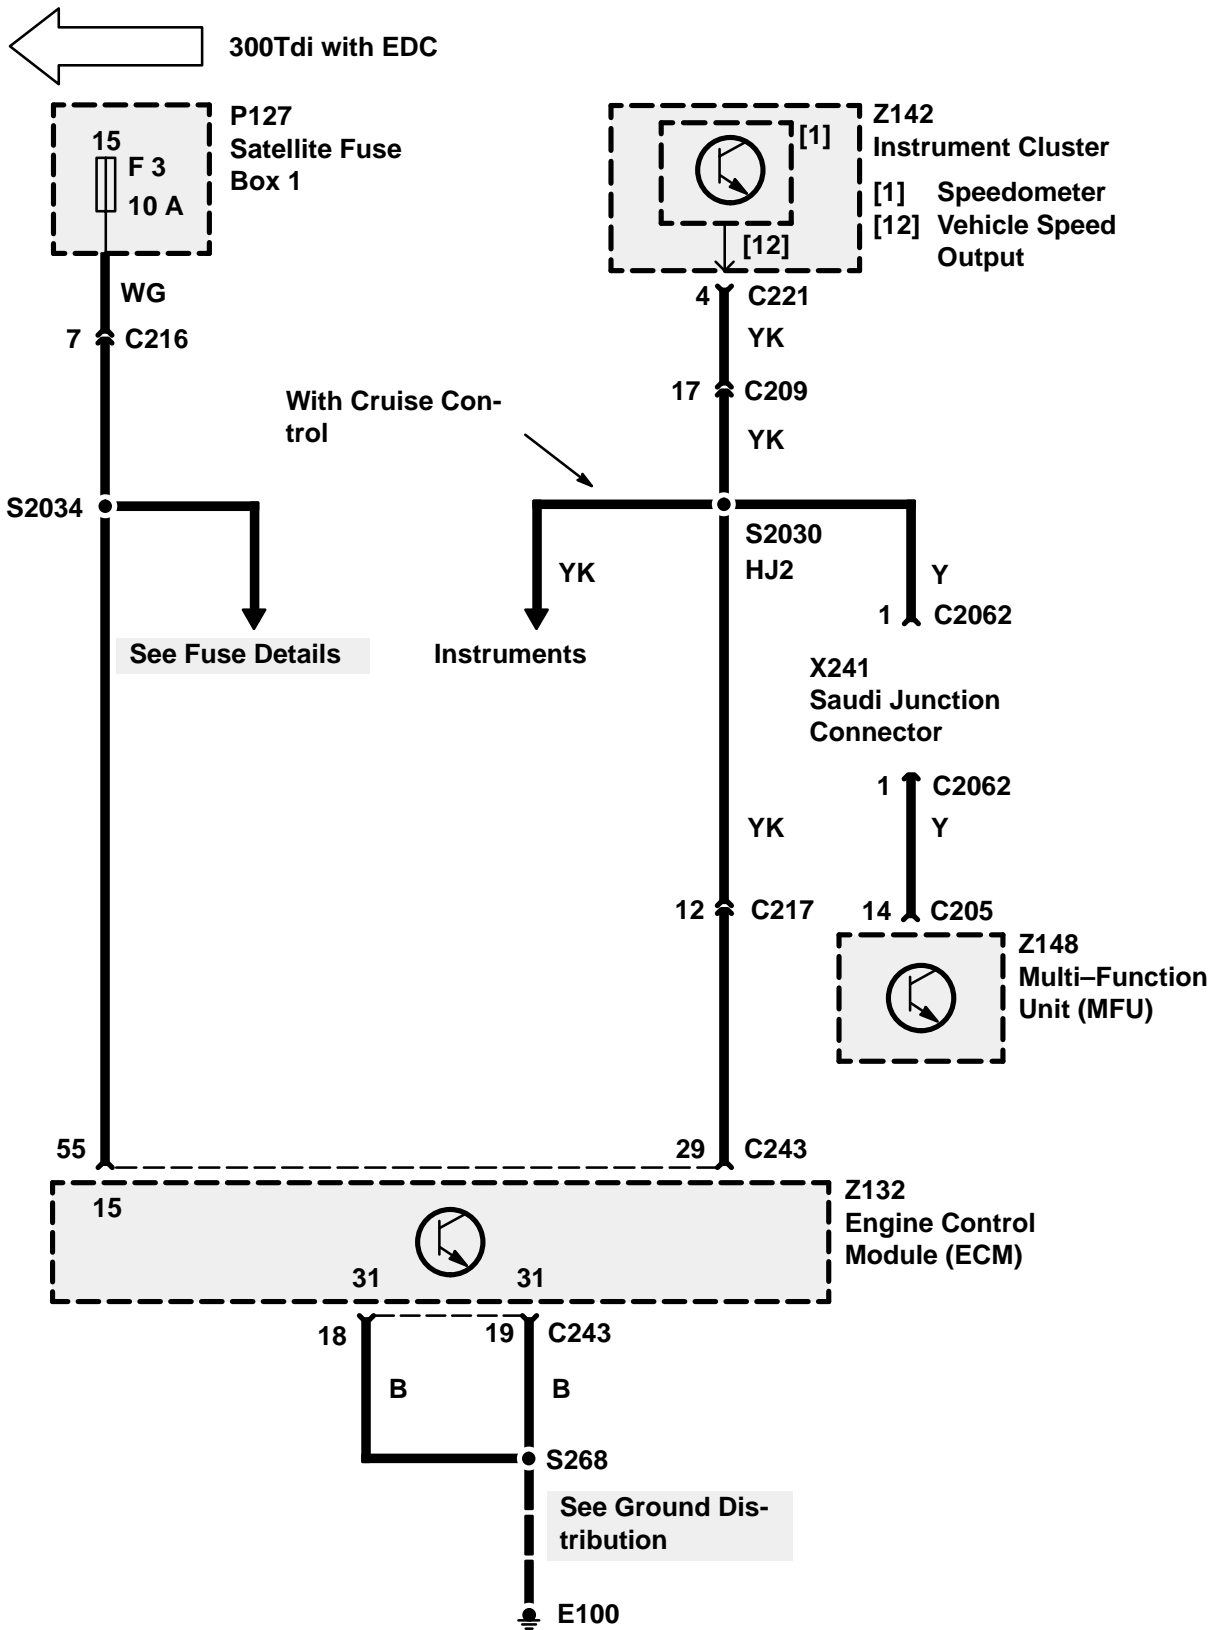 300Tdi with EDC
P127
Satellite Fuse
Box 1
15
F 3
10 A
WG
7 C216
[1]
[12]
Z142
Instrument Cluster
[1] Speedometer
[12] Vehicle Speed
Output
4 C221
YK
17 C209
YK
With Cruise Con-
trol
S2034
S2030
HJ2
YK
Y
1 C2062
See Fuse Details
Instruments
X241
Saudi Junction
Connector
1 C2062
YK
Y
12 C217
14 C205
Z148
Multi–Function
Unit (MFU)
55
29 C243
15
Z132
Engine Control
Module (ECM)
31
31
18
19 C243
B
B
S268
See Ground Dis-
tribution
E100